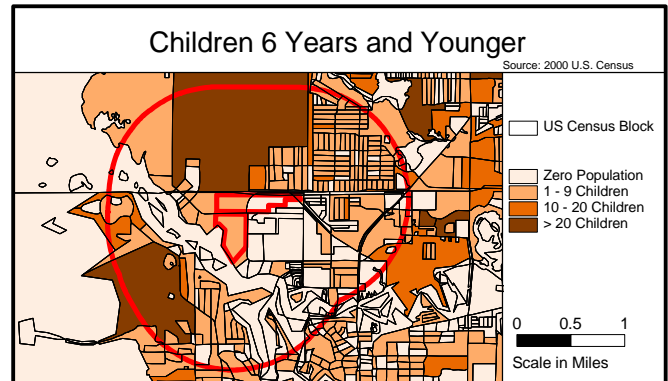 Children 6 Years and Younger
Source: 2000 U.S. Census
US Census Block
Zero Population
1 - 9 Children
10 - 20 Children
> 20 Children
0 0.5 1
Scale in Miles